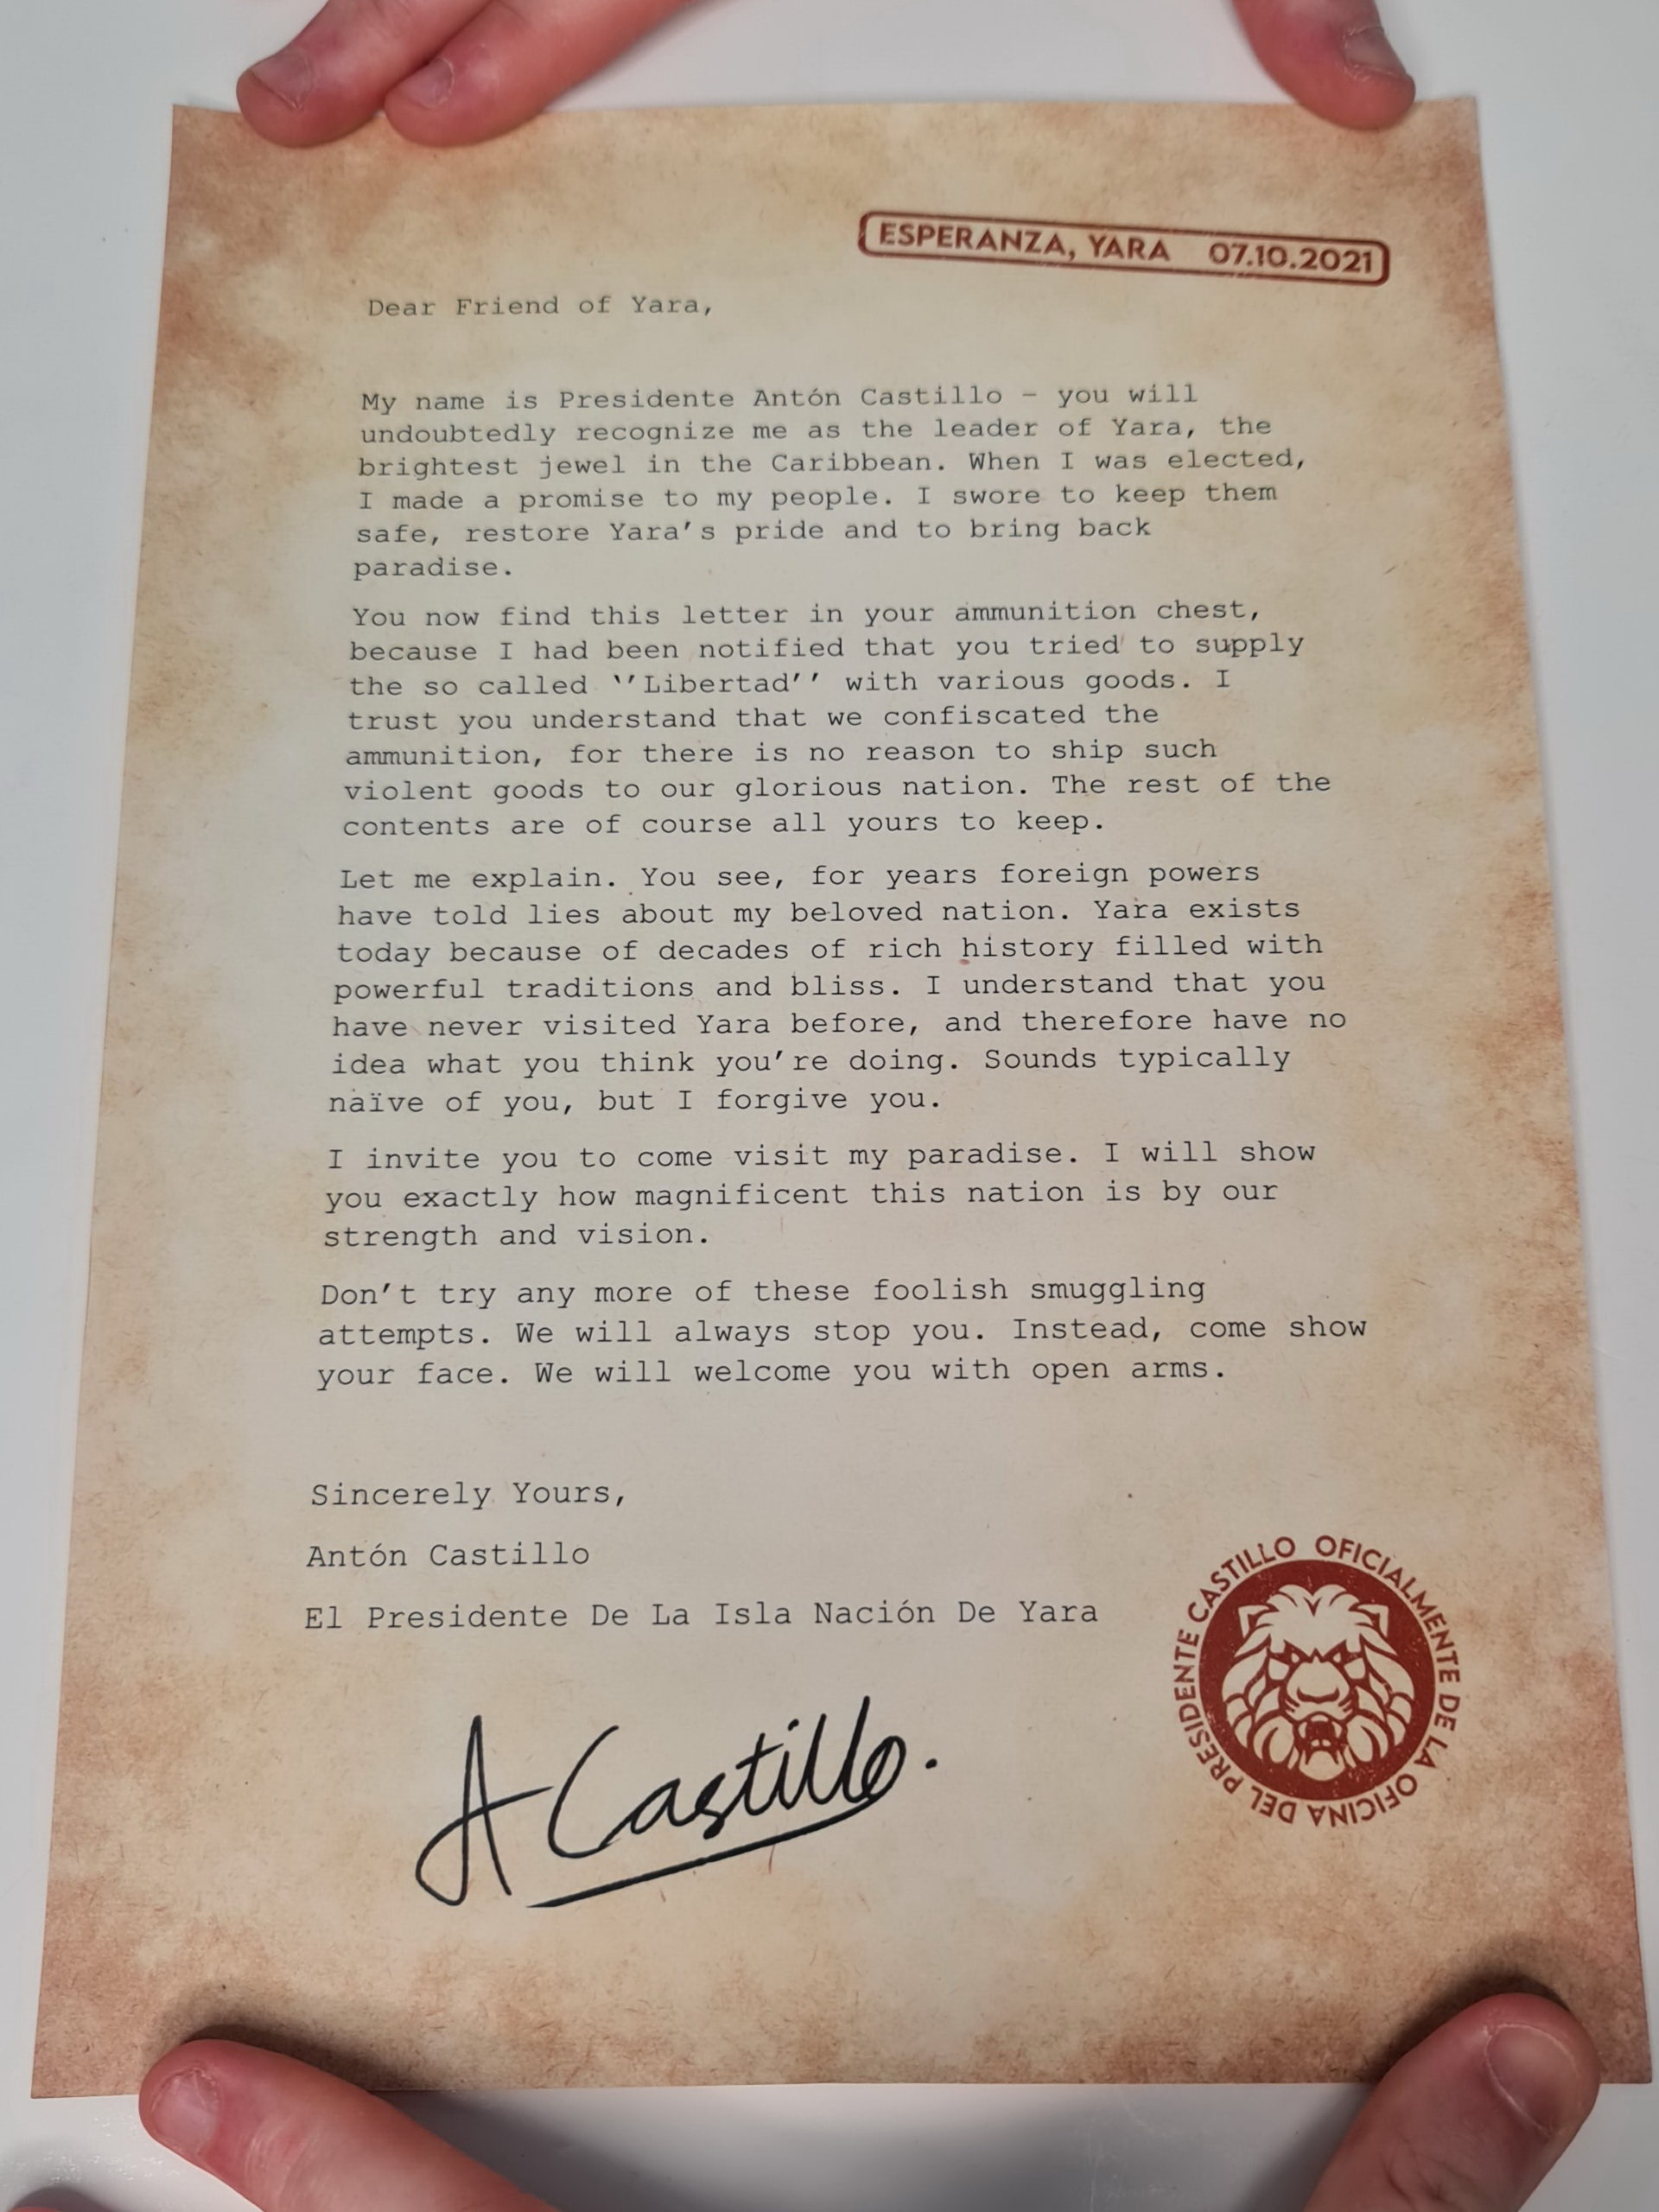 ESPERANZA, YARA 07.10.2021
Dear Friend of Yara,
My name is Presidente Antón Castillo – you will
undoubtedly recognize me as the leader of Yara, the
brightest jewel in the Caribbean. When I was elected,
I made a promise to my people. I swore to keep them
safe, restore Yara's pride and to bring back
paradise.
You now find this letter in your ammunition chest,
because I had been notified that you tried to supply
the so called ‵′Libertad′′ with various goods. I
trust you understand that we confiscated the
ammunition, for there is no reason to ship such
violent goods to our glorious nation. The rest of the
contents are of course all yours to keep.
Let me explain. You see, for years foreign powers
have told lies about my beloved nation. Yara exists
today because of decades of rich history filled with
powerful traditions and bliss. I understand that you
have never visited Yara before, and therefore have no
idea what you think you're doing. Sounds typically
naïve of you, but I forgive you.
I invite you to come visit my paradise. I will show
you exactly how magnificent this nation is by our
strength and vision.
Don't try any more of these foolish smuggling
attempts. We will always stop you. Instead, come show
your face. We will welcome you with open arms.
Sincerely Yours,
Antón Castillo
El Presidente De La Isla Nación De Yara
A Castillo.
OFICIALMENTE DE LA OFICINA DEL PRESIDENTE CASTILLO